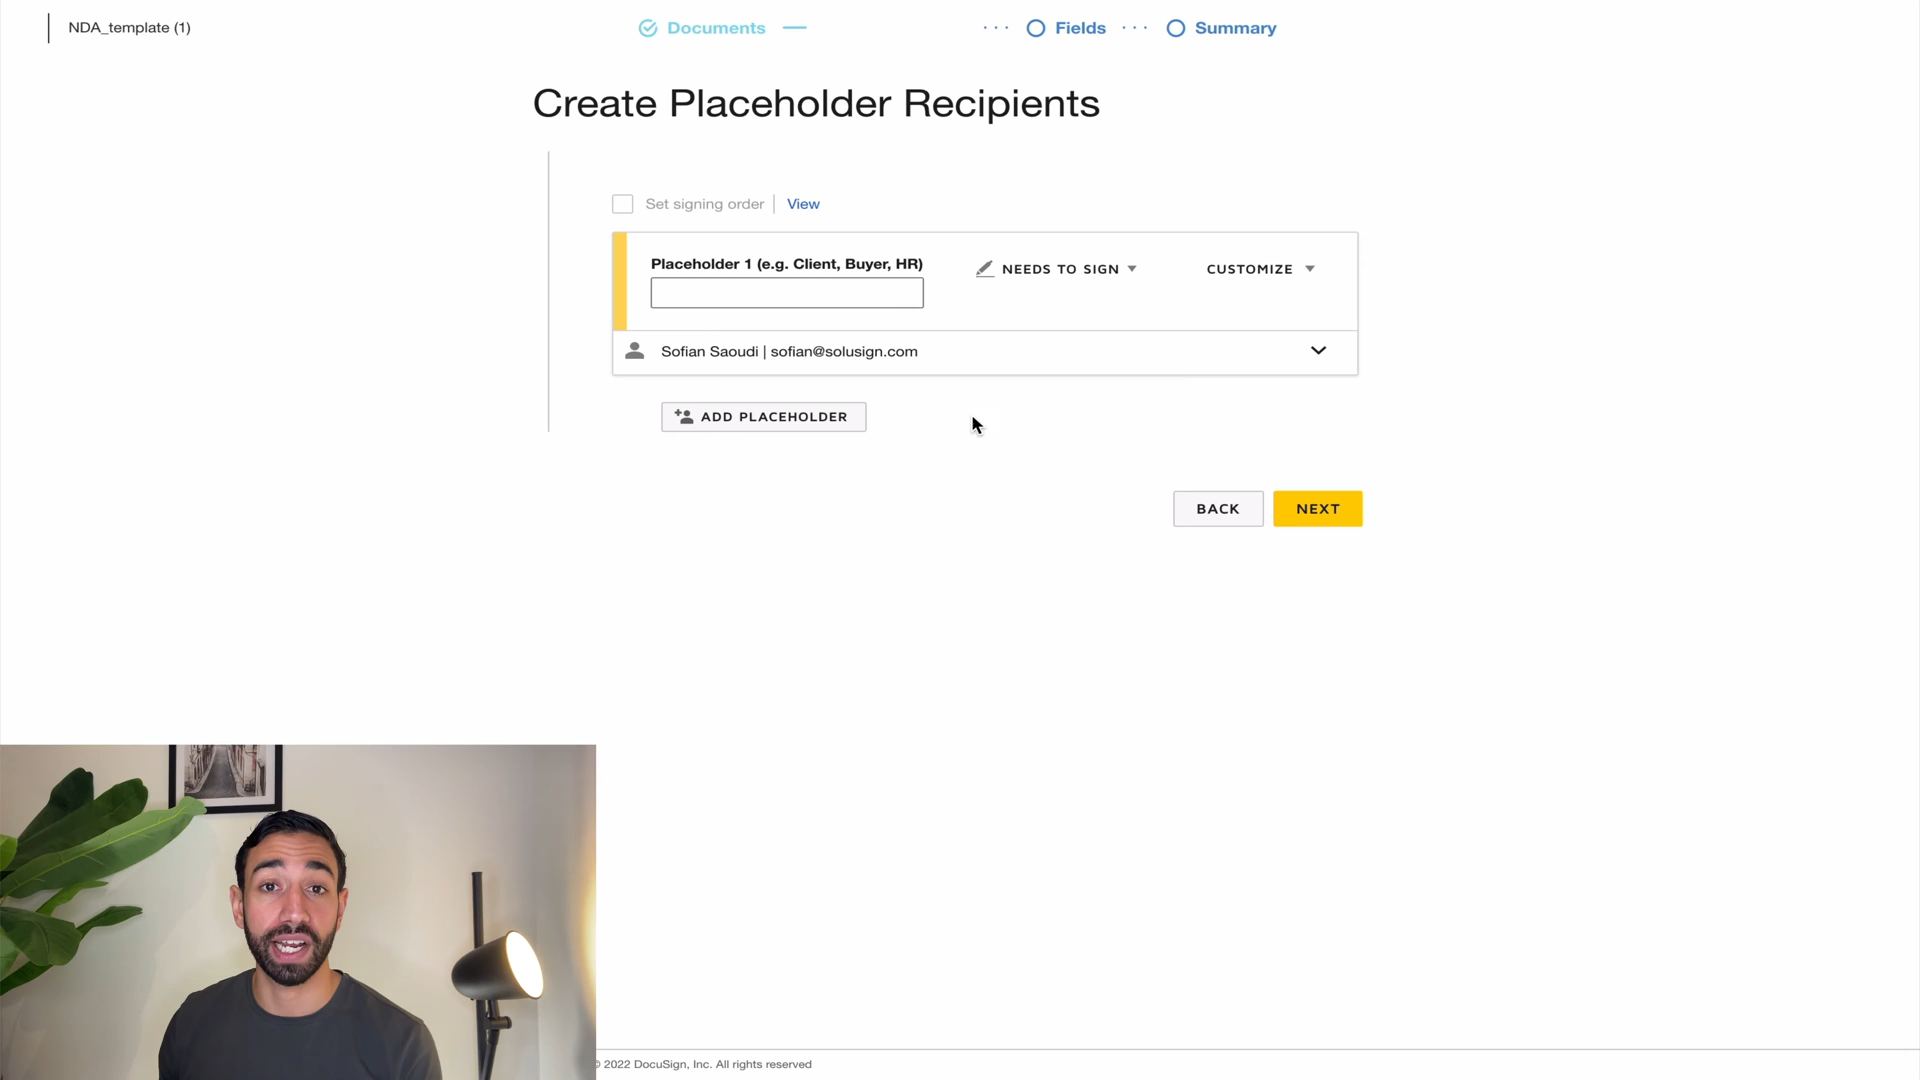 NDA_template (1)
Documents
Fields
Summary
Create Placeholder Recipients
Set signing order
View
Placeholder 1 (e.g. Client, Buyer, HR)
NEEDS TO SIGN
CUSTOMIZE
Sofian Saoudi | sofian@solusign.com
ADD PLACEHOLDER
BACK
NEXT
© 2022 DocuSign, Inc. All rights reserved